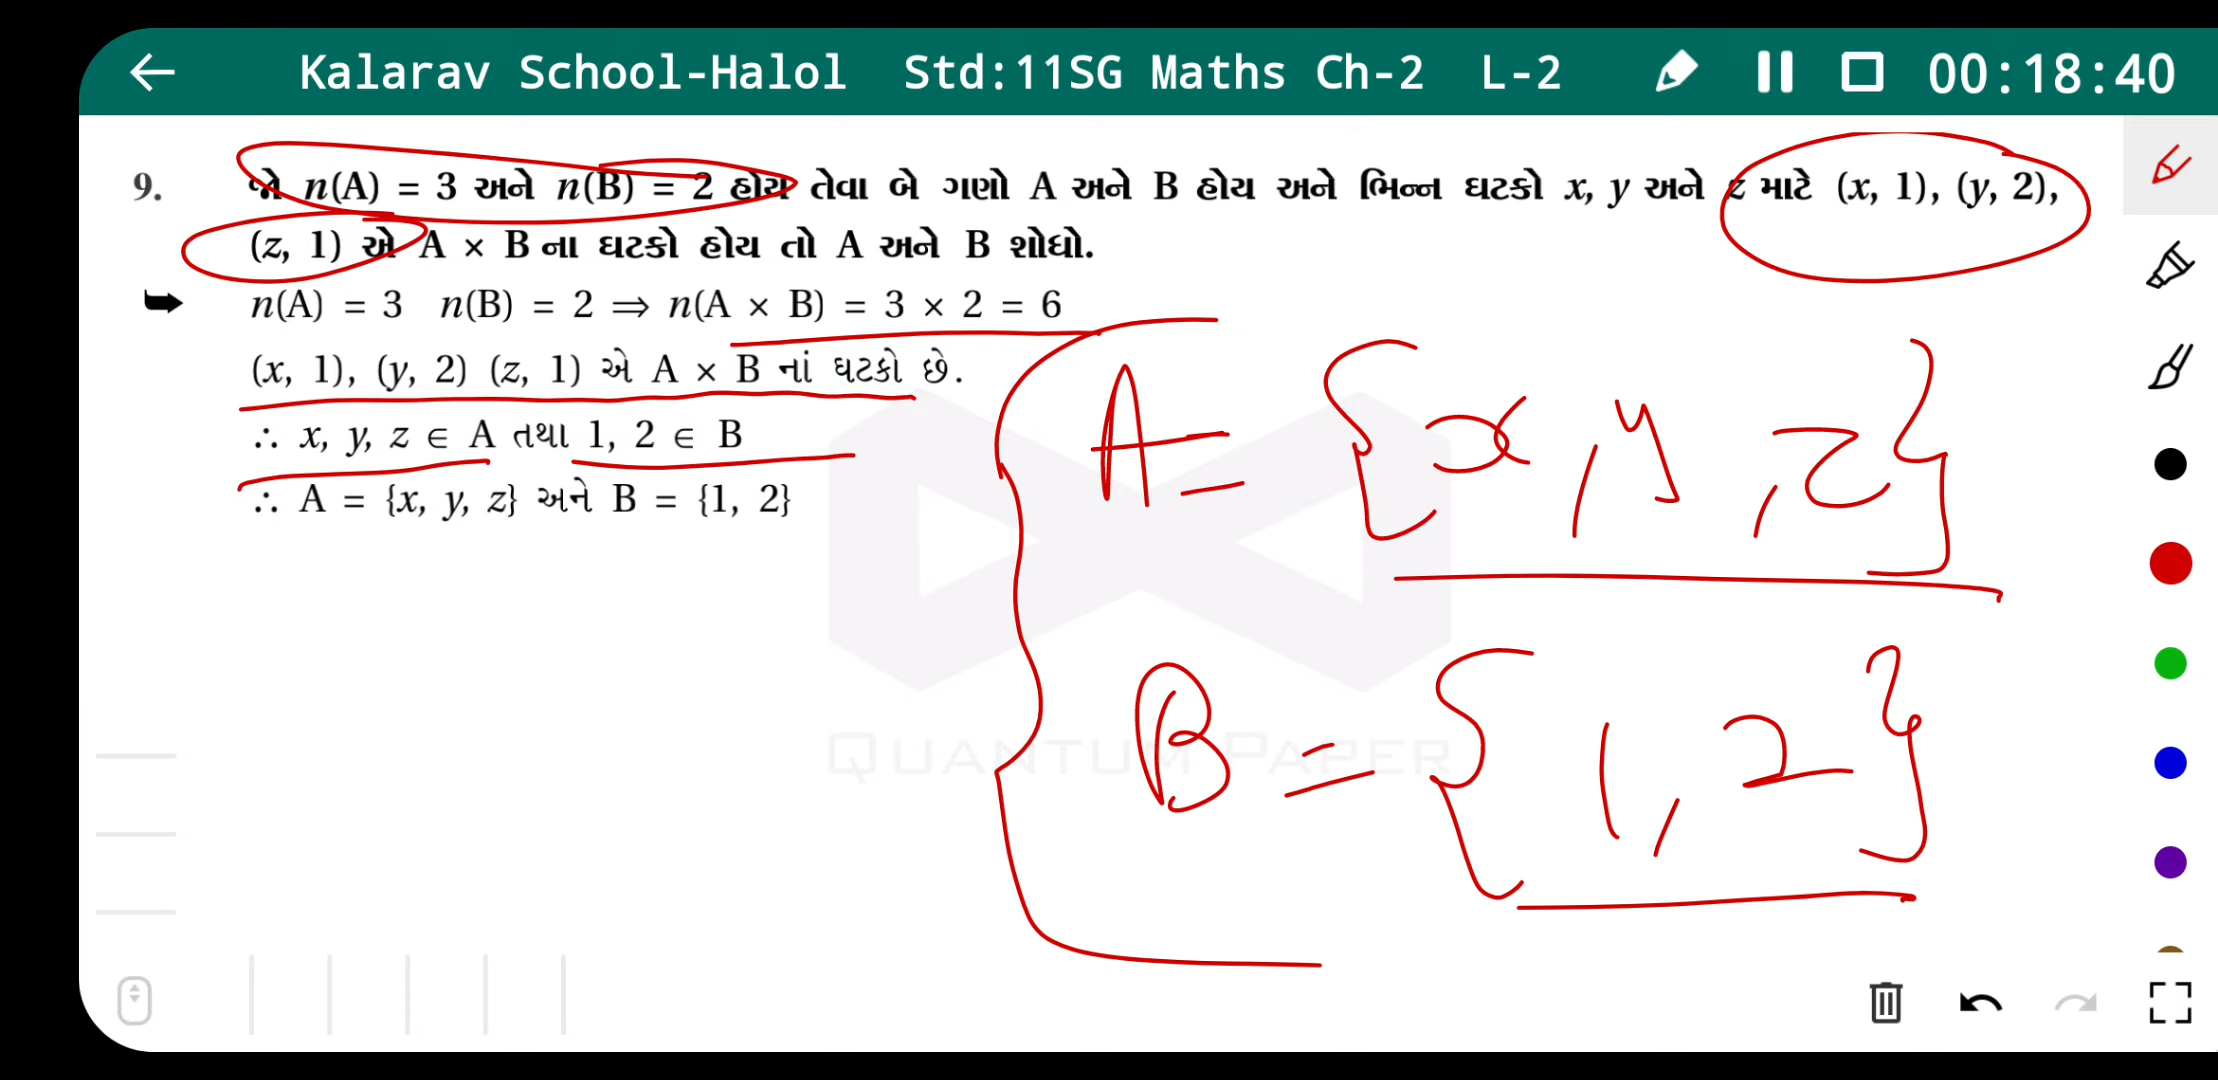 Kalarav School-Halol Std:11SG Maths Ch-2 L-2 00:18:40
9. જો n(A) = 3 અને n(B) = 2 હોય તેવા બે ગણો A અને B હોય અને ભિન્ન ઘટકો x, y અને z માટે (x, 1), (y, 2),
(z, 1) એ A × B ના ઘટકો હોય તો A અને B શોધો.
➥ n(A) = 3 n(B) = 2 ⇒ n(A × B) = 3 × 2 = 6
(x, 1), (y, 2) (z, 1) એ A × B નાં ઘટકો છે.
∴ x, y, z ∈ A તથા 1, 2 ∈ B
∴ A = {x, y, z} અને B = {1, 2}
A = {x, y, z}
B = {1, 2}
QUANTUM PAPER